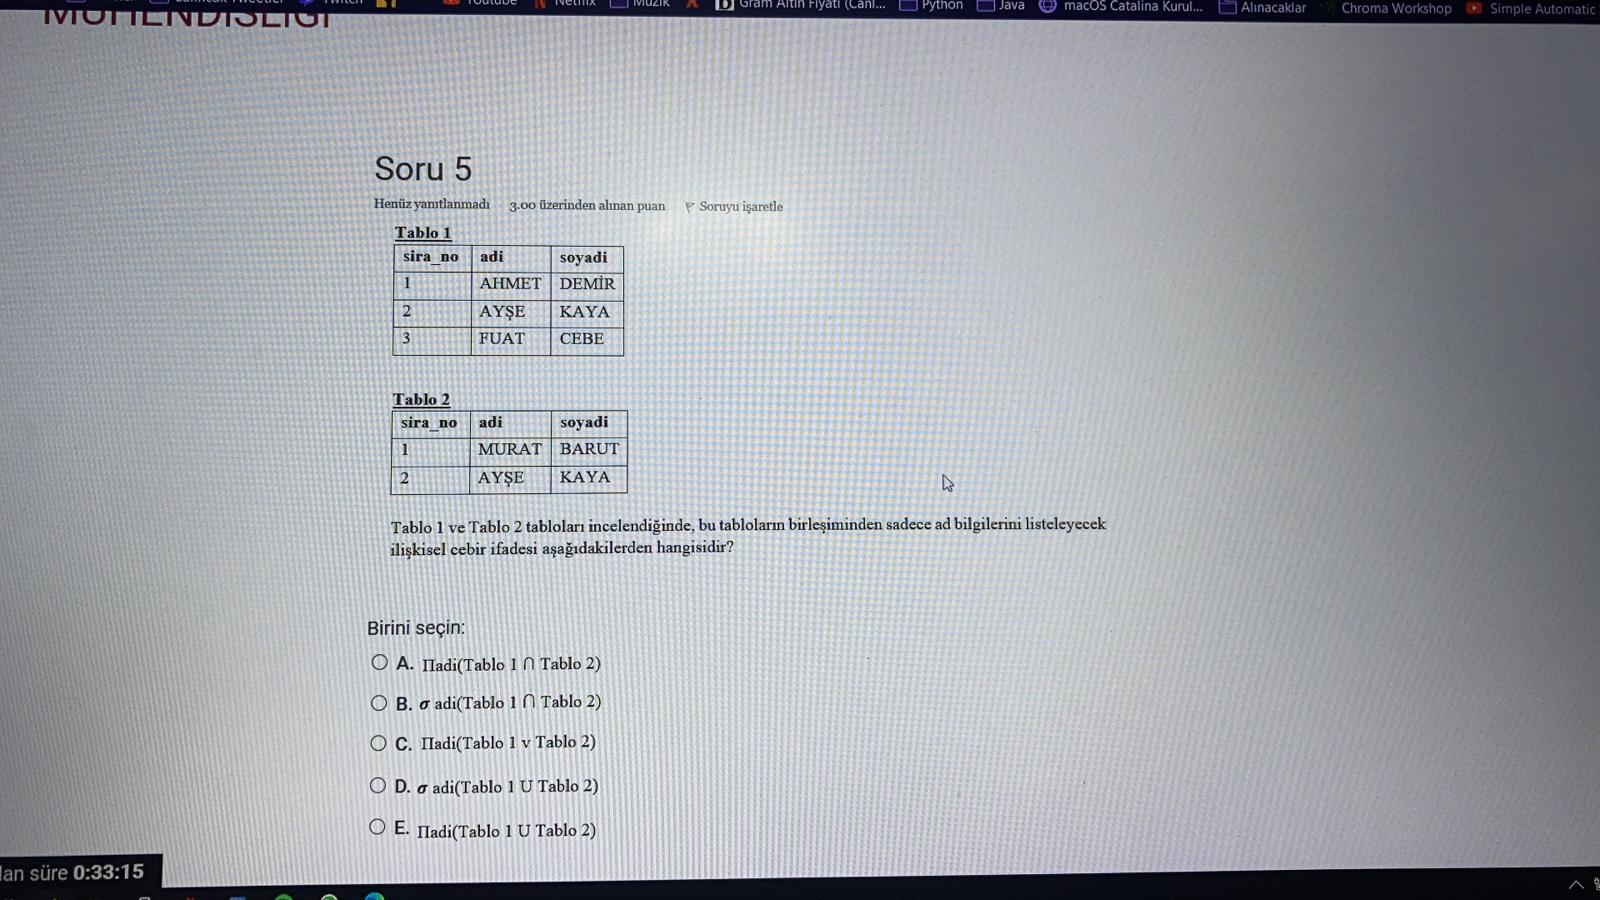 MÜHENDİSLİĞİ
Youtube Netflix Müzik Gram Altın Fiyatı (Canl... Python Java macOS Catalina Kurul... Alınacaklar Chroma Workshop Simple Automatic
Soru 5
Henüz yanıtlanmadı 3.00 üzerinden alınan puan Soruyu işaretle
Tablo 1
sira_no adi soyadi
1 AHMET DEMİR
2 AYŞE KAYA
3 FUAT CEBE
Tablo 2
sira_no adi soyadi
1 MURAT BARUT
2 AYŞE KAYA
Tablo 1 ve Tablo 2 tabloları incelendiğinde, bu tabloların birleşiminden sadece ad bilgilerini listeleyecek
ilişkisel cebir ifadesi aşağıdakilerden hangisidir?
Birini seçin:
A. Πadi(Tablo 1 ∩ Tablo 2)
B. σ adi(Tablo 1 ∩ Tablo 2)
C. Πadi(Tablo 1 v Tablo 2)
D. σ adi(Tablo 1 U Tablo 2)
E. Πadi(Tablo 1 U Tablo 2)
lan süre 0:33:15